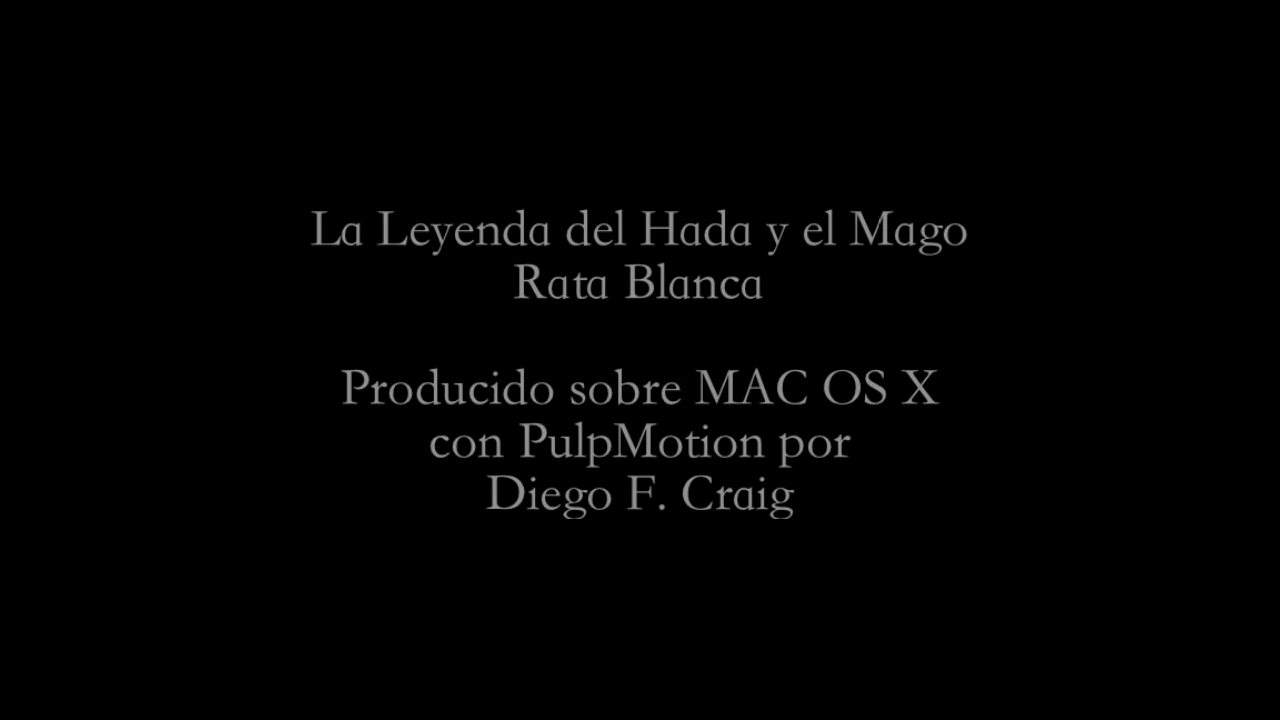 La Leyenda del Hada y el Mago
Rata Blanca
Producido sobre MAC OS X
con PulpMotion por
Diego F. Craig